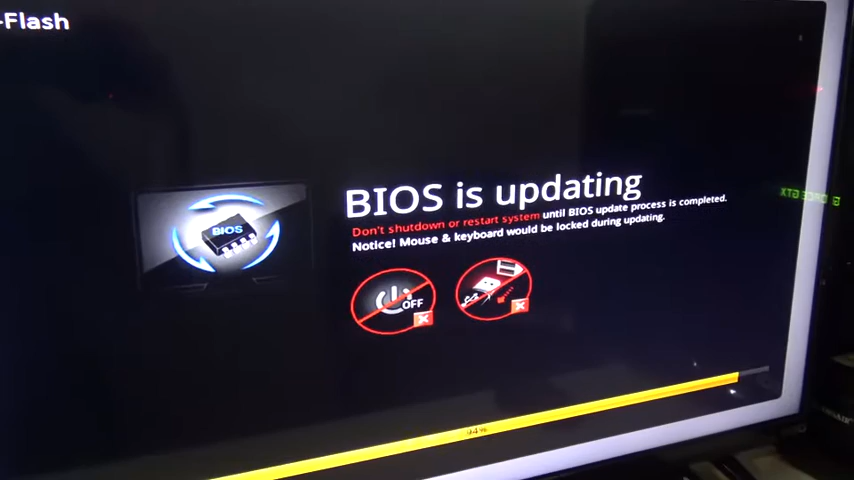 -Flash
BIOS is updating
Don't shutdown or restart system until BIOS update process is completed.
Notice! Mouse & keyboard would be locked during updating.
BIOS
OFF
94%